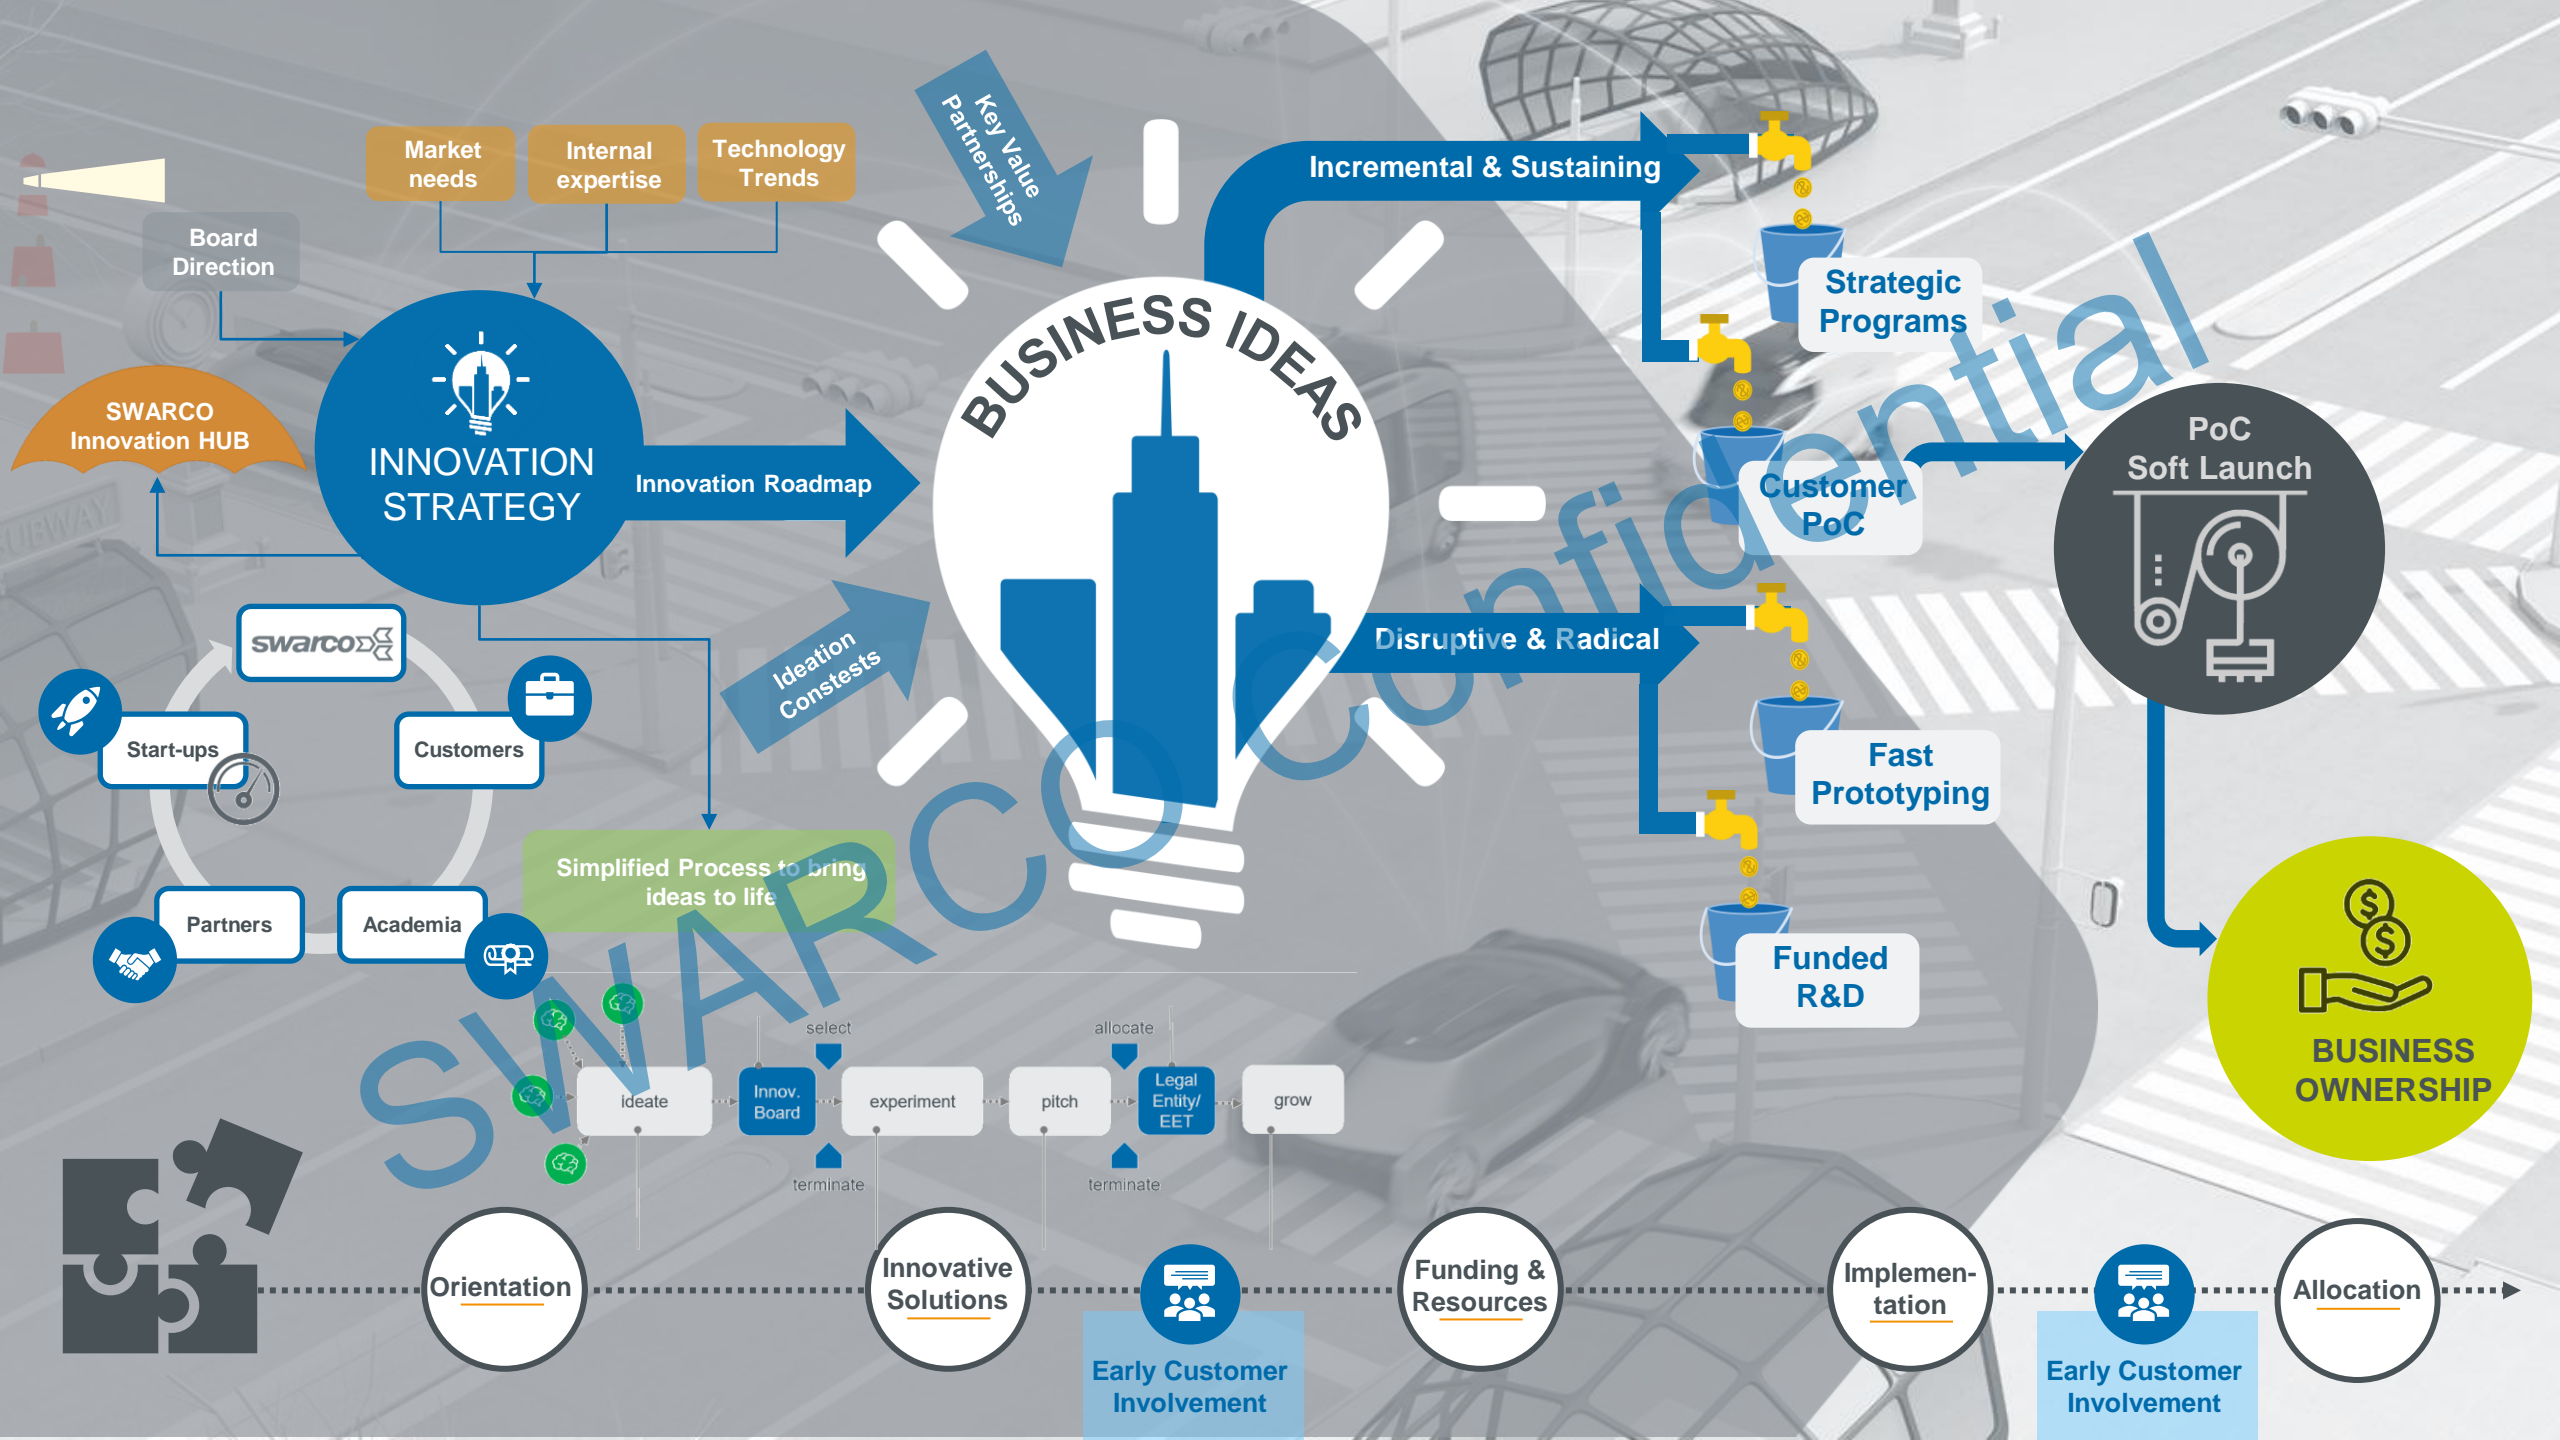 Key Value
Partnerships
Market
needs
Internal
expertise
Technology
Trends
Board
Direction
Incremental & Sustaining
Strategic
Programs
BUSINESS IDEAS
SWARCO
Innovation HUB
INNOVATION
STRATEGY
Innovation Roadmap
PoC
Soft Launch
Customer
PoC
SUBWAY
swarco
Ideation
Constests
Disruptive & Radical
Start-ups
Customers
Fast
Prototyping
Simplified Process to bring
ideas to life
Partners
Academia
Funded
R&D
select
allocate
ideate
Innov.
Board
experiment
pitch
Legal
Entity/
EET
grow
terminate
terminate
BUSINESS
OWNERSHIP
Orientation
Innovative
Solutions
Funding &
Resources
Implemen-
tation
Allocation
Early Customer
Involvement
Early Customer
Involvement
SWARCO Confidential